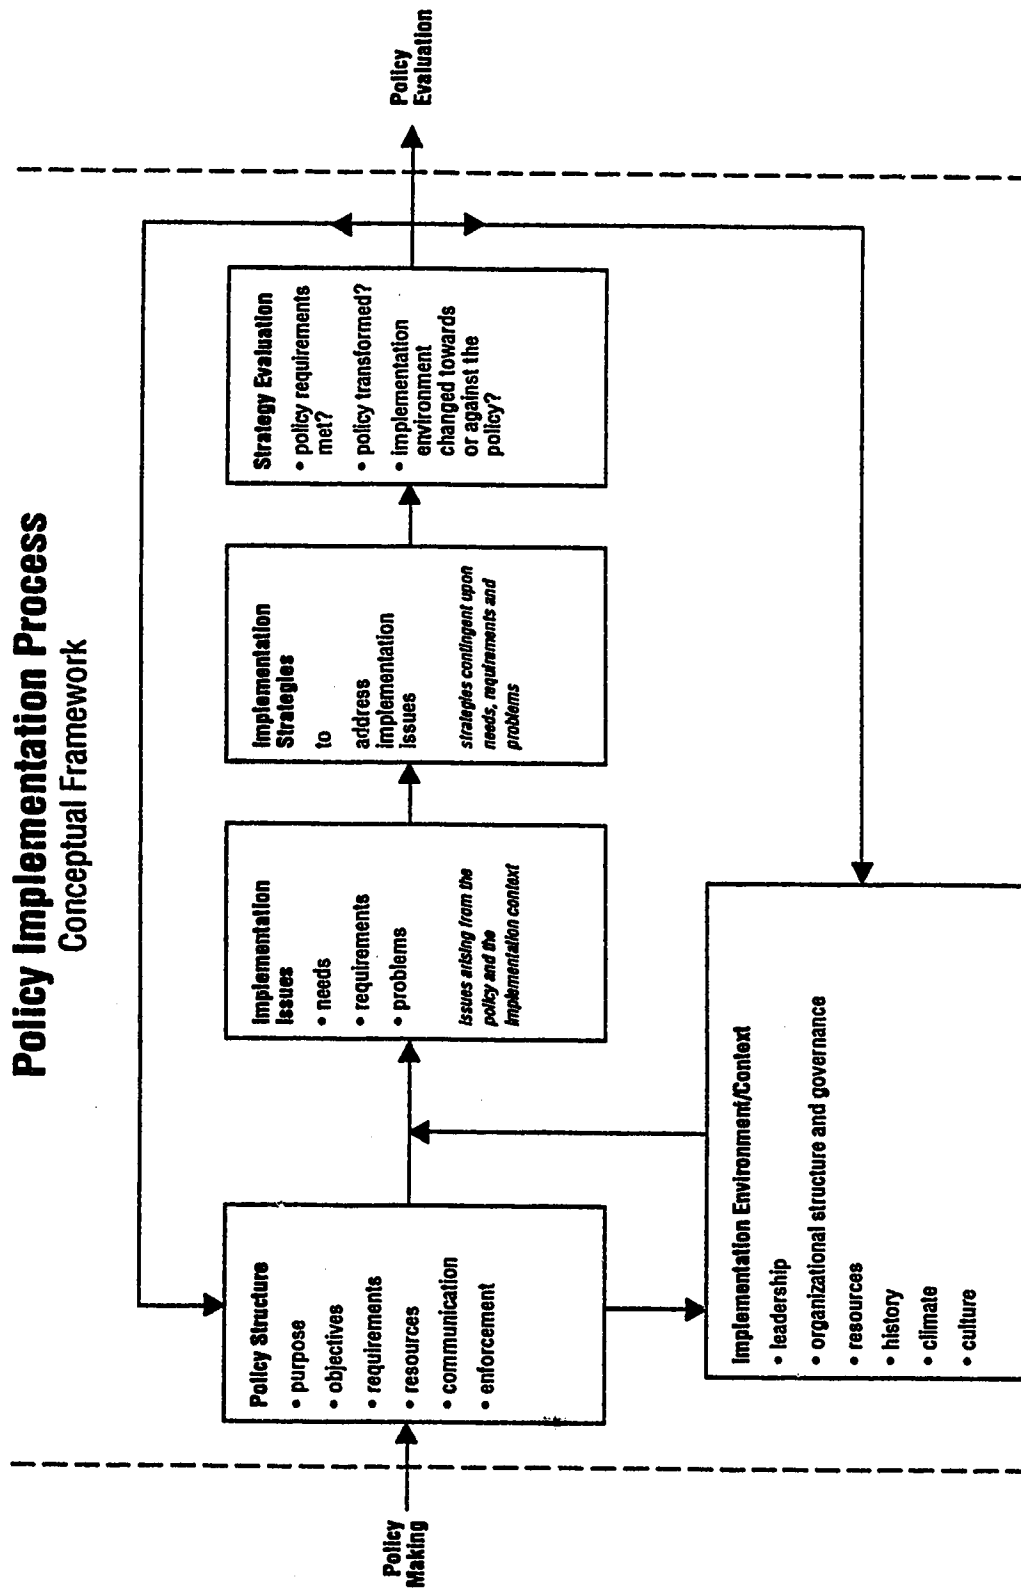 Policy Implementation Process
Conceptual Framework
Policy
Making
Policy Structure
• purpose
• objectives
• requirements
• resources
• communication
• enforcement
Implementation
Issues
• needs
• requirements
• problems
Issues arising from the
policy and the
implementation context
Implementation
Strategies
to
address
implementation
issues
strategies contingent upon
needs, requirements and
problems
Strategy Evaluation
• policy requirements
met?
• policy transformed?
• implementation
environment
changed towards
or against the
policy?
Policy
Evaluation
Implementation Environment/Context
• leadership
• organizational structure and governance
• resources
• history
• climate
• culture